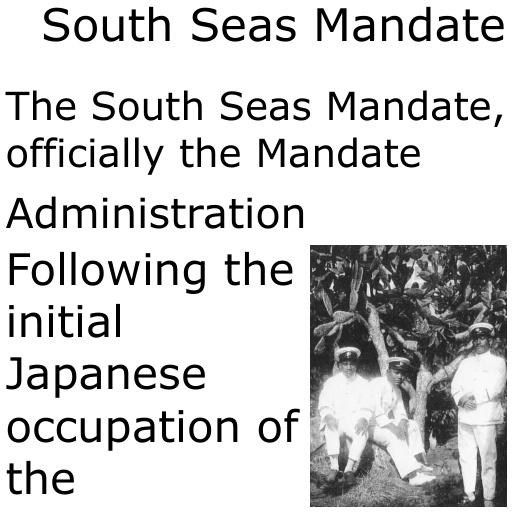 South Seas Mandate
The South Seas Mandate,
officially the Mandate
Administration
Following the
initial
Japanese
occupation of
the